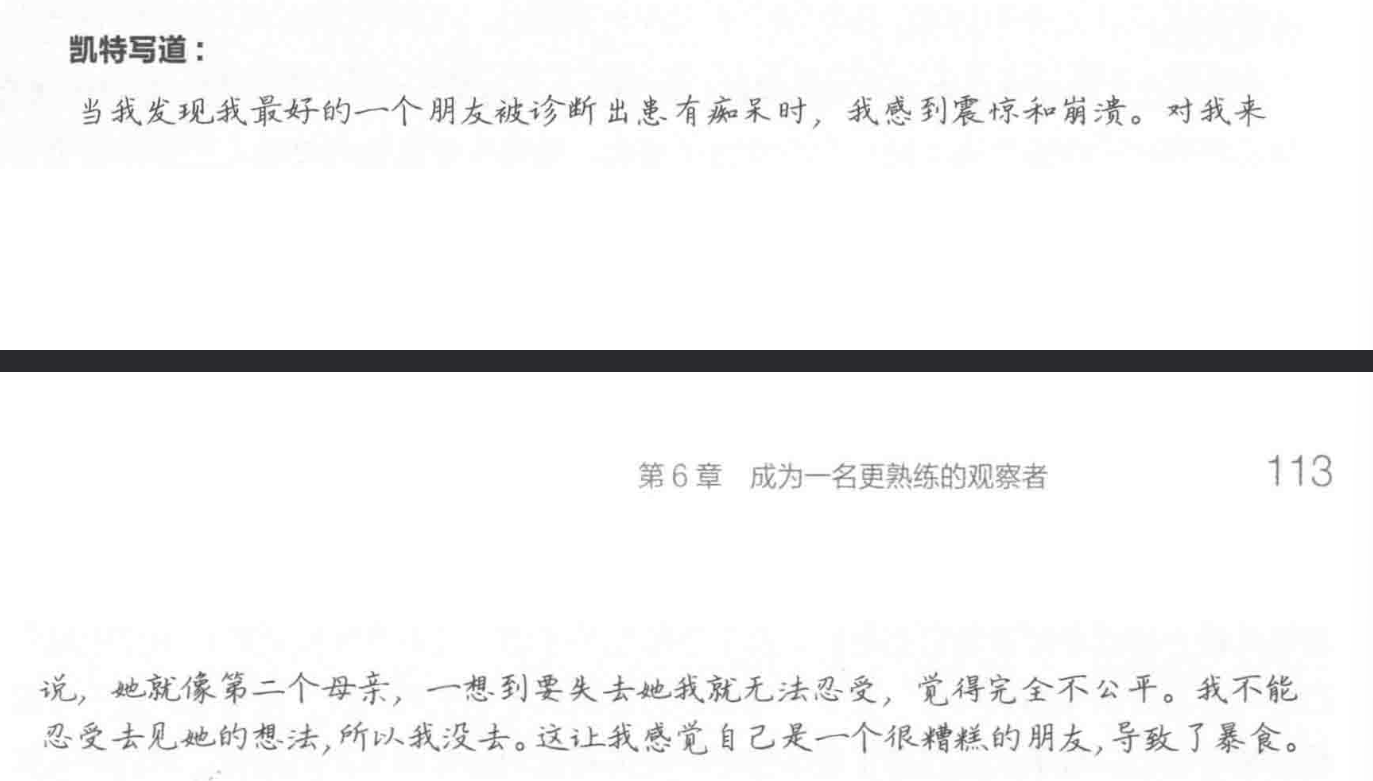 凯特写道：
当我发现我最好的一个朋友被诊断出患有痴呆时，我感到震惊和崩溃。对我来
第6章 成为一名更熟练的观察者 113
说，她就像第二个母亲，一想到要失去她我就无法忍受，觉得完全不公平。我不能
忍受去见她的想法，所以我没去。这让我感觉自己是一个很糟糕的朋友，导致了暴食。